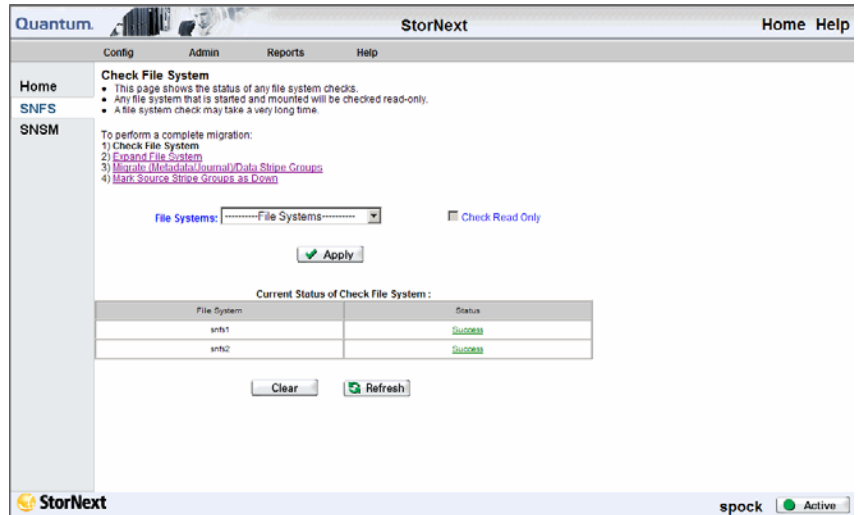 Quantum.
StorNext
Home Help
Config Admin Reports Help
Home
SNFS
SNSM
Check File System
• This page shows the status of any file system checks.
• Any file system that is started and mounted will be checked read-only.
• A file system check may take a very long time.
To perform a complete migration:
1) Check File System
2) Expand File System
3) Migrate (Metadata/Journal)/Data Stripe Groups
4) Mark Source Stripe Groups as Down
File Systems: ----------File Systems---------- Check Read Only
Apply
Current Status of Check File System :
File System Status
snfs1 Success
snfs2 Success
Clear Refresh
StorNext
spock Active